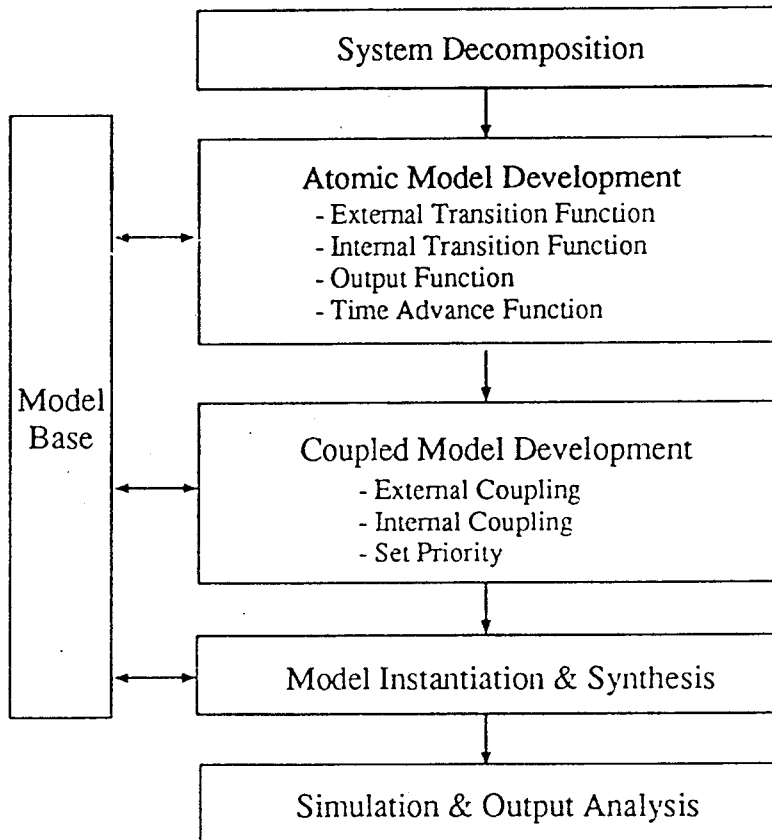 System Decomposition
Atomic Model Development
- External Transition Function
- Internal Transition Function
- Output Function
- Time Advance Function
Model
Base
Coupled Model Development
- External Coupling
- Internal Coupling
- Set Priority
Model Instantiation & Synthesis
Simulation & Output Analysis